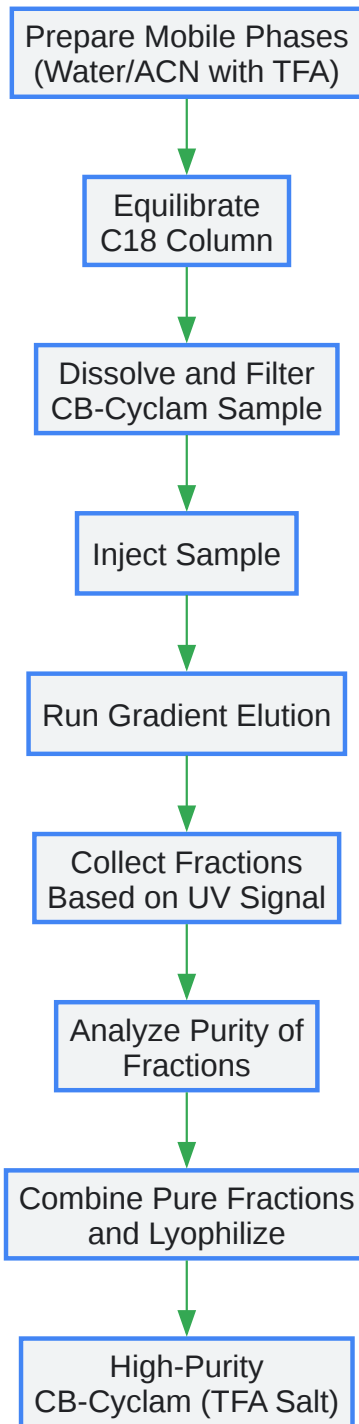 Prepare Mobile Phases
(Water/ACN with TFA)
Equilibrate
C18 Column
Dissolve and Filter
CB-Cyclam Sample
Inject Sample
Run Gradient Elution
Collect Fractions
Based on UV Signal
Analyze Purity of
Fractions
Combine Pure Fractions
and Lyophilize
High-Purity
CB-Cyclam (TFA Salt)